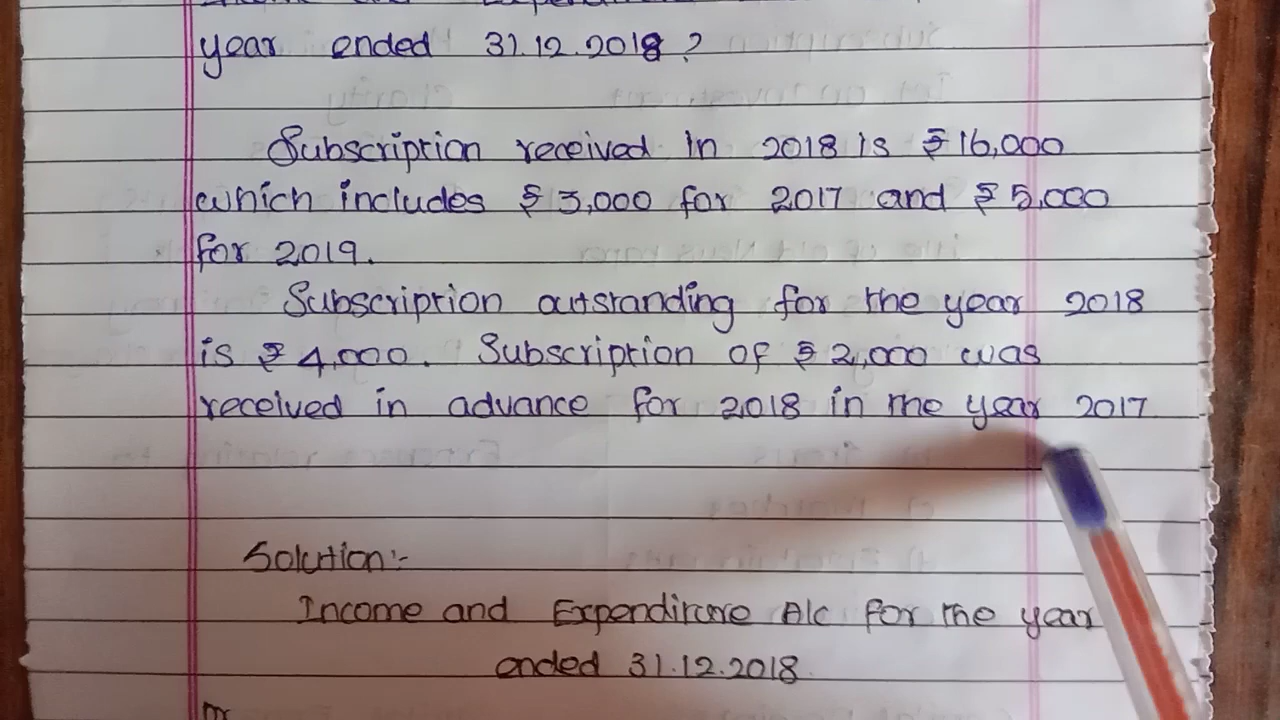 year ended 31.12.2018?
Subscription received in 2018 is ₹16,000
which includes ₹3,000 for 2017 and ₹5,000
for 2019.
Subscription outstanding for the year 2018
is ₹4,000. Subscription of ₹2,000 was
received in advance for 2018 in the year 2017
Solution:-
Income and Expenditure A/c for the year
ended 31.12.2018.
Dr